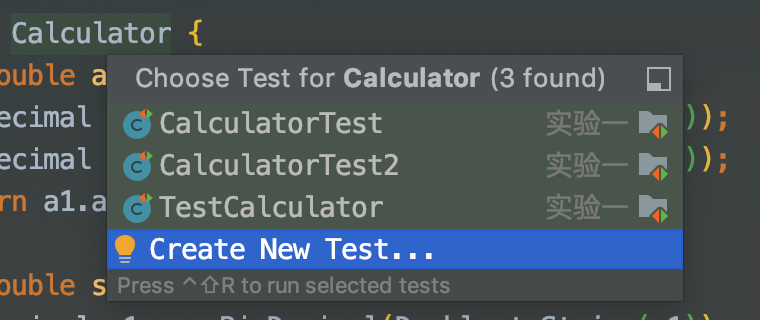 Calculator {
ouble a
Choose Test for Calculator (3 found)
CalculatorTest 实验一
ecimal ));
CalculatorTest2 实验一
ecimal ));
TestCalculator 实验一
rn a1.a
Create New Test...
Press ⌃⇧R to run selected tests
ouble s